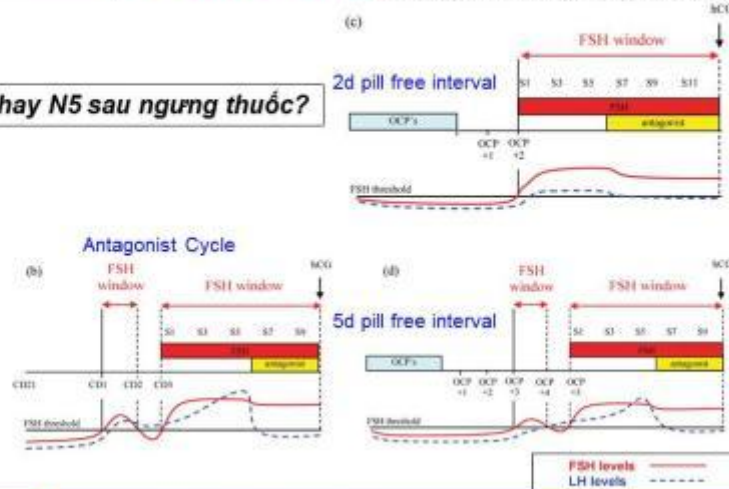 hCG
(c)
FSH window
2d pill free interval
S1 S3 S5 S7 S9 S11
hay N5 sau ngưng thuốc?
FSH
OCP's
antagonist
OCP +1
OCP +2
FSH threshold
Antagonist Cycle
(b)
FSH window
hCG
FSH window
S1 S3 S5 S7 S9
FSH
antagonist
CD21 CD1 CD2
FSH threshold
(d)
FSH window
hCG
FSH window
5d pill free interval
S1 S3 S5 S7 S9
OCP's
antagonist
OCP +1
OCP +2
OCP +3
OCP +4
FSH threshold
FSH levels
LH levels